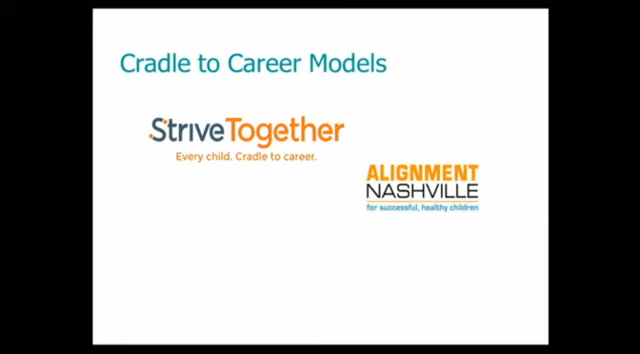 Cradle to Career Models
StriveTogether
Every child. Cradle to career.
ALIGNMENT
NASHVILLE
for successful, healthy children